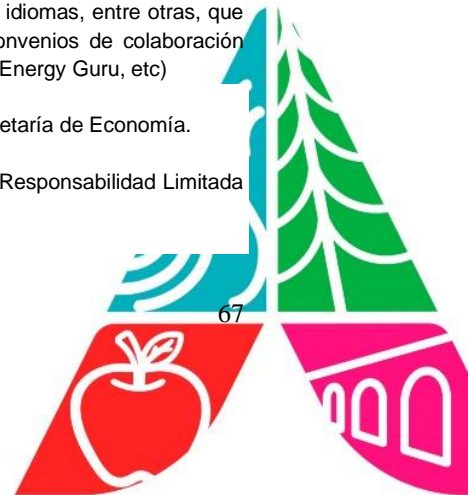 idiomas, entre otras, que
onvenios de colaboración
Energy Guru, etc)
etaría de Economía.
Responsabilidad Limitada
67